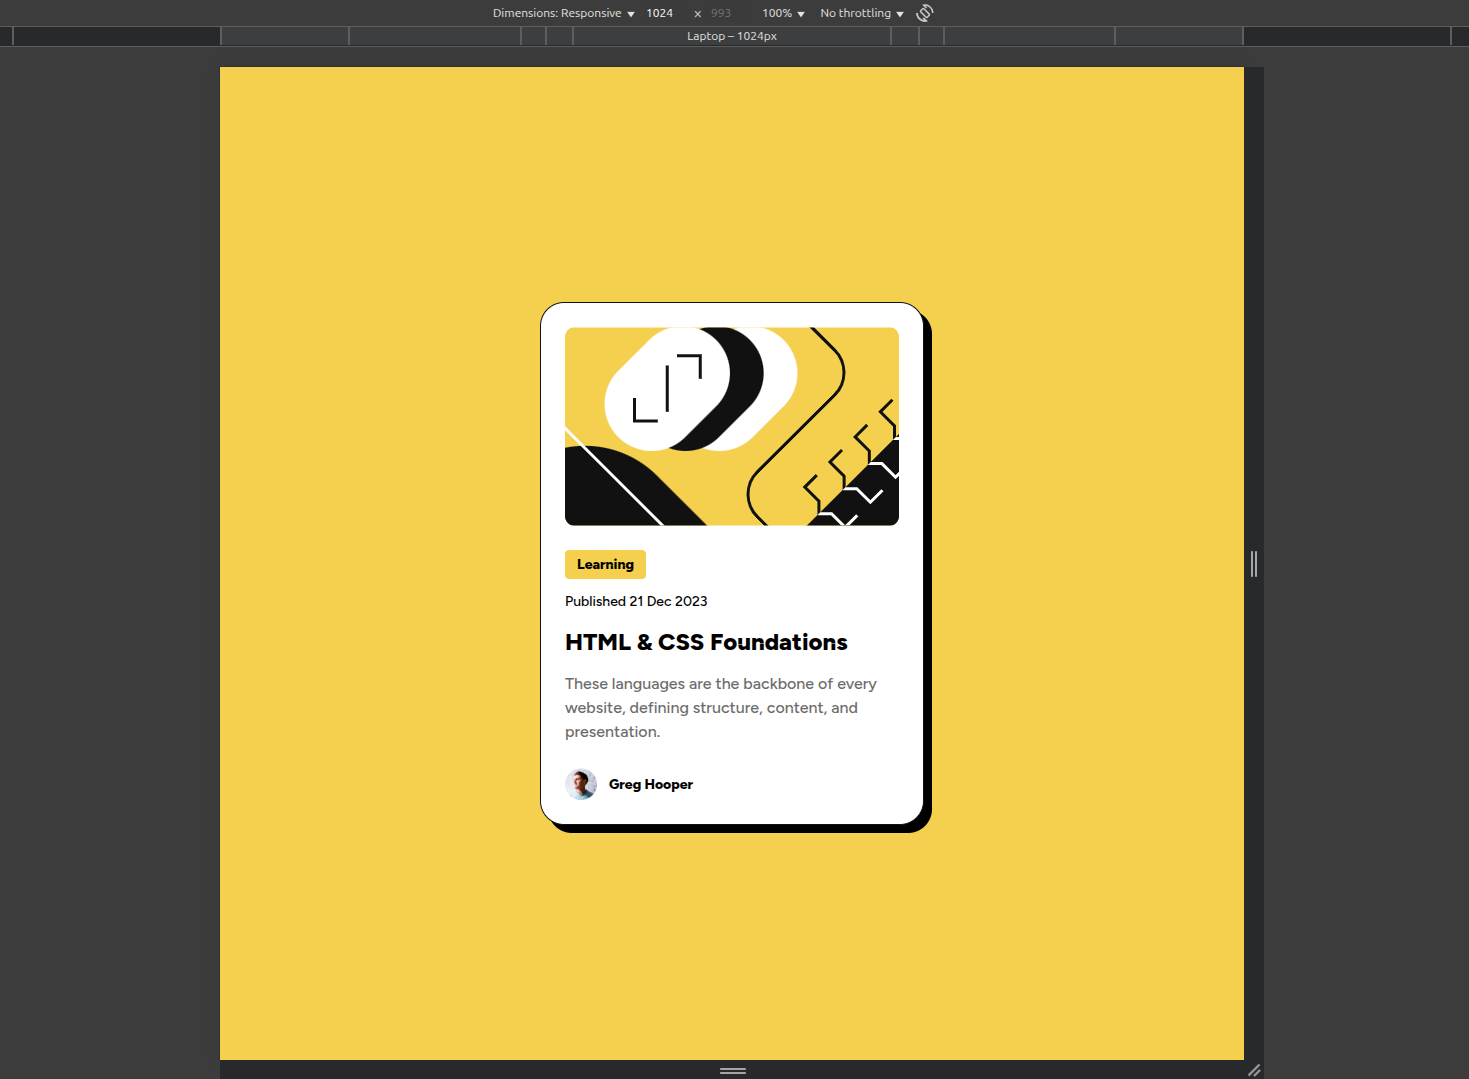 Dimensions: Responsive 1024 × 993 100% No throttling
Laptop – 1024px
Learning
Published 21 Dec 2023
HTML & CSS Foundations
These languages are the backbone of every
website, defining structure, content, and
presentation.
Greg Hooper